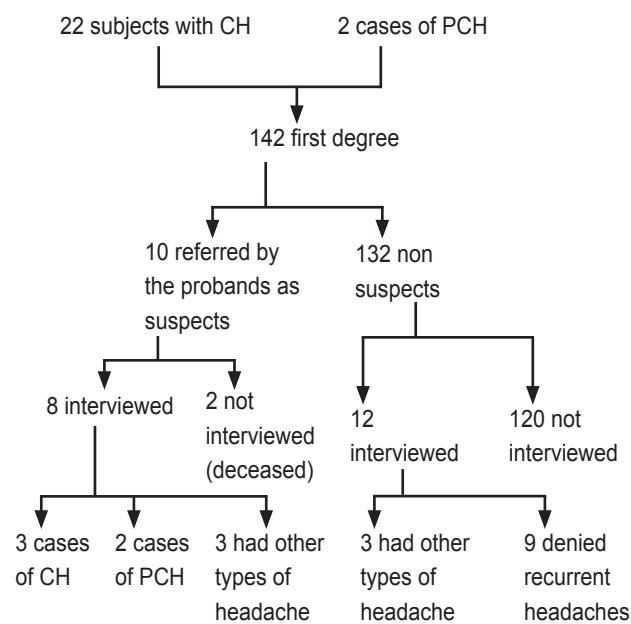 22 subjects with CH
2 cases of PCH
142 first degree
10 referred by
the probands as
suspects
132 non
suspects
8 interviewed
2 not
interviewed
(deceased)
12
interviewed
120 not
interviewed
3 cases
of CH
2 cases
of PCH
3 had other
types of
headache
3 had other
types of
headache
9 denied
recurrent
headaches